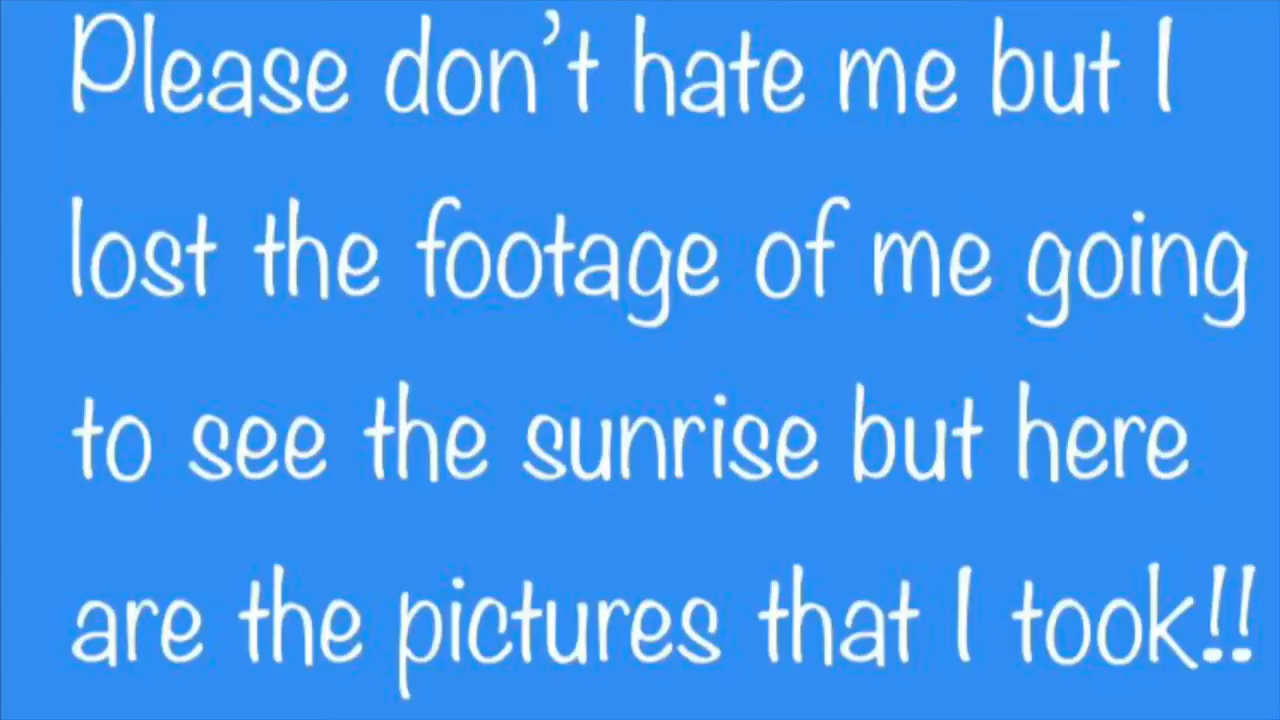 Please don't hate me but I
lost the footage of me going
to see the sunrise but here
are the pictures that I took!!